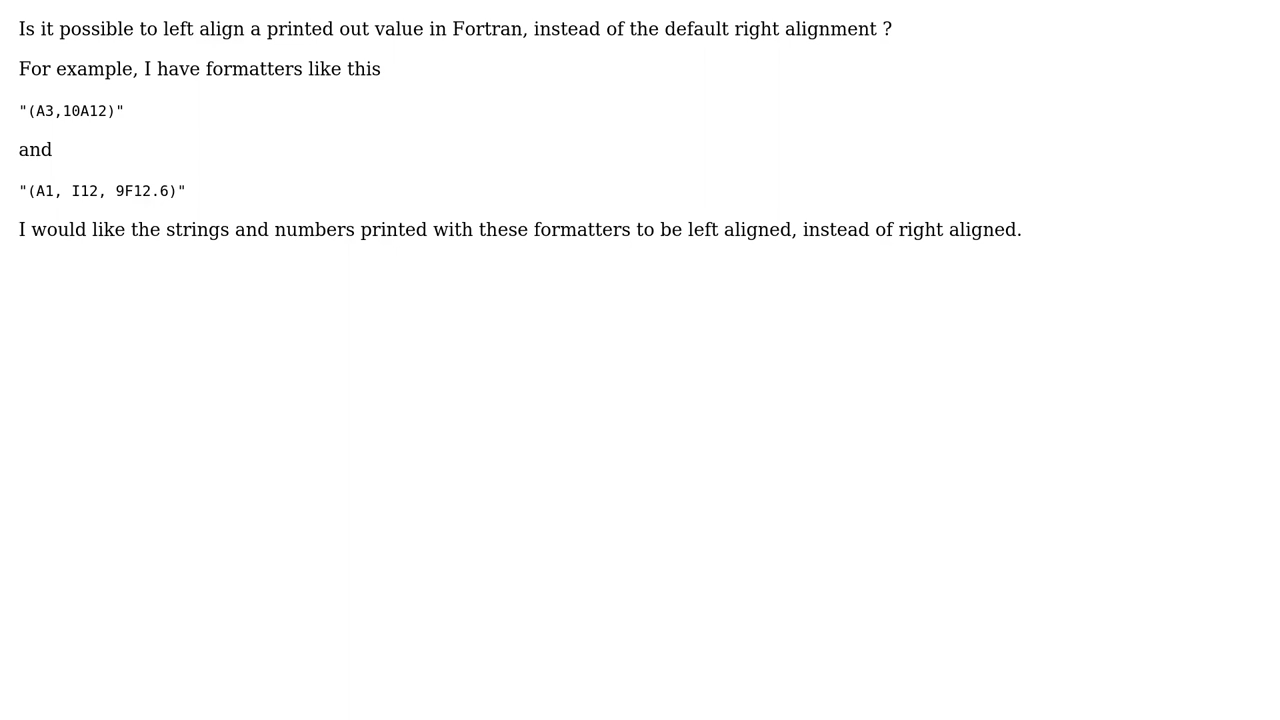 Is it possible to left align a printed out value in Fortran, instead of the default right alignment ?
For example, I have formatters like this
"(A3,10A12)"
and
"(A1, I12, 9F12.6)"
I would like the strings and numbers printed with these formatters to be left aligned, instead of right aligned.